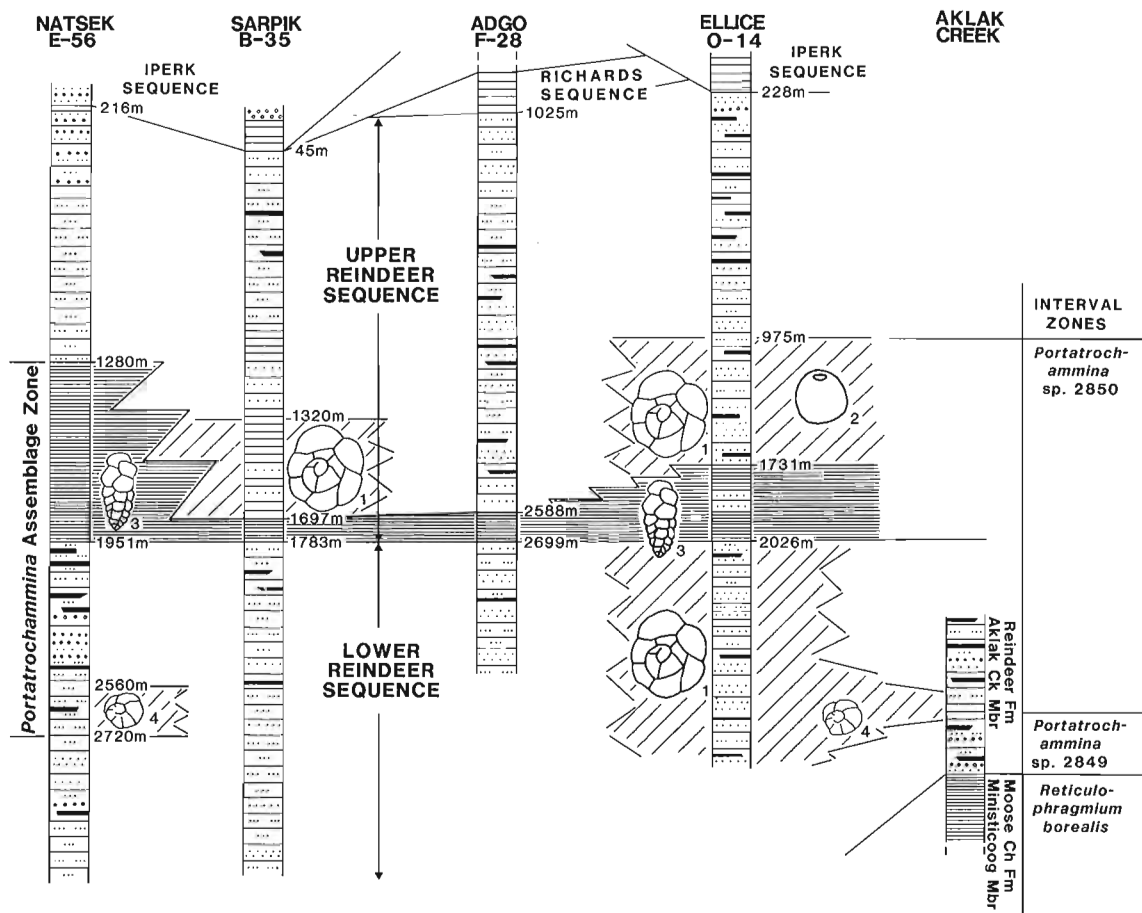 NATSEK
E-56
SARPIK
B-35
ADGO
F-28
ELLICE
O-14
AKLAK
CREEK
IPERK
SEQUENCE
RICHARDS
SEQUENCE
IPERK
SEQUENCE
216m
45m
1025m
228m
UPPER
REINDEER
SEQUENCE
INTERVAL
ZONES
975m
Portatroch-
ammina
sp. 2850
1280m
1320m
1
1
2
1731m
3
1697m
2588m
3
1951m
1783m
2699m
2026m
Portatrochammina Assemblage Zone
LOWER
REINDEER
SEQUENCE
1
2560m
4
2720m
4
Reindeer Fm
Aklak Ck Mbr
Portatroch-
ammina
sp. 2849
Moose Ch Fm
Ministicoog Mbr
Reticulo-
phragmium
borealis